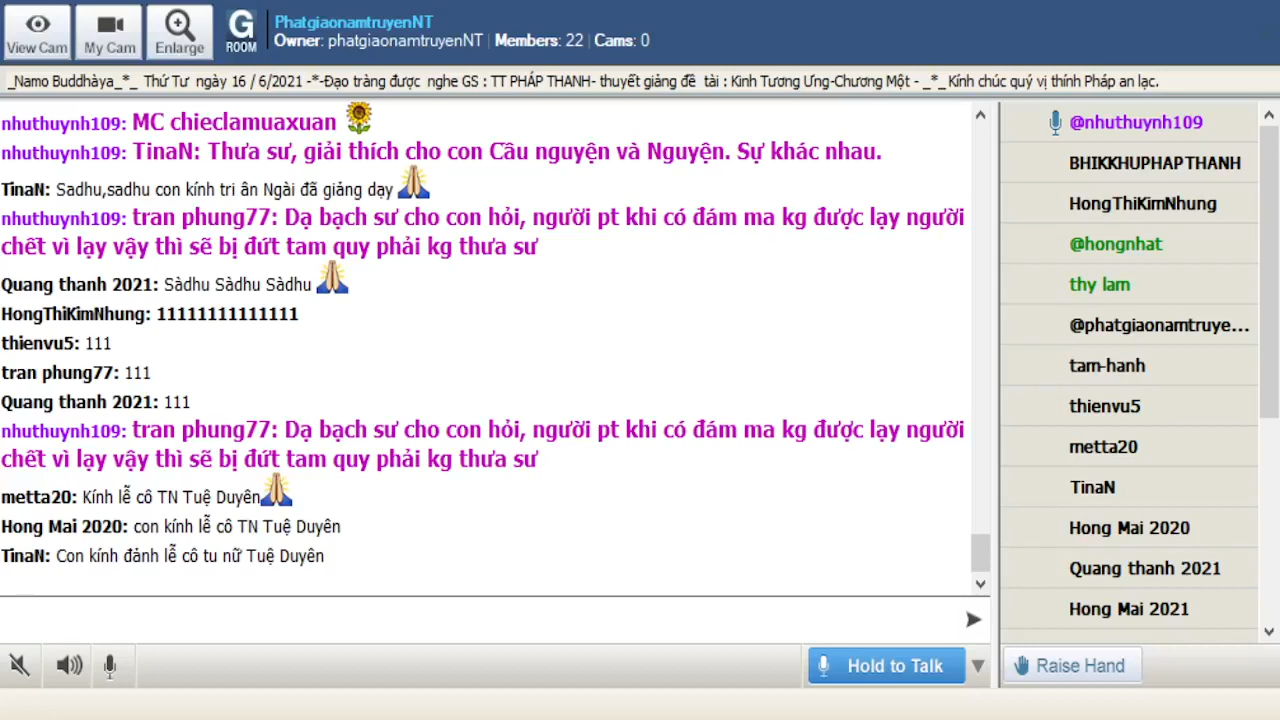 View Cam
My Cam
Enlarge
G
ROOM
PhatgiaonamtruyenNT
Owner: phatgiaonamtruyenNT | Members: 22 | Cams: 0
_Namo Buddhàya_*_ Thứ Tư ngày 16 / 6/2021 -*-Đạo tràng được nghe GS : TT PHÁP THANH- thuyết giảng đề tài : Kinh Tương Ưng-Chương Một - _*_ Kính chúc quý vị thính Pháp an lạc.
nhuthuynh109: MC chieclamuaxuan
nhuthuynh109: TinaN: Thưa sư, giải thích cho con Cầu nguyện và Nguyện. Sự khác nhau.
TinaN: Sadhu,sadhu con kính tri ân Ngài đã giảng dạy
nhuthuynh109: tran phung77: Dạ bạch sư cho con hỏi, người pt khi có đám ma kg được lạy người
chết vì lạy vậy thì sẽ bị đứt tam quy phải kg thưa sư
Quang thanh 2021: Sàdhu Sàdhu Sàdhu
HongThiKimNhung: 11111111111111
thienvu5: 111
tran phung77: 111
Quang thanh 2021: 111
nhuthuynh109: tran phung77: Dạ bạch sư cho con hỏi, người pt khi có đám ma kg được lạy người
chết vì lạy vậy thì sẽ bị đứt tam quy phải kg thưa sư
metta20: Kính lễ cô TN Tuệ Duyên
Hong Mai 2020: con kính lễ cô TN Tuệ Duyên
TinaN: Con kính đảnh lễ cô tu nữ Tuệ Duyên
@nhuthuynh109
BHIKKHUPHAPTHANH
HongThiKimNhung
@hongnhat
thy lam
@phatgiaonamtruye...
tam-hanh
thienvu5
metta20
TinaN
Hong Mai 2020
Quang thanh 2021
Hong Mai 2021
Hold to Talk
Raise Hand